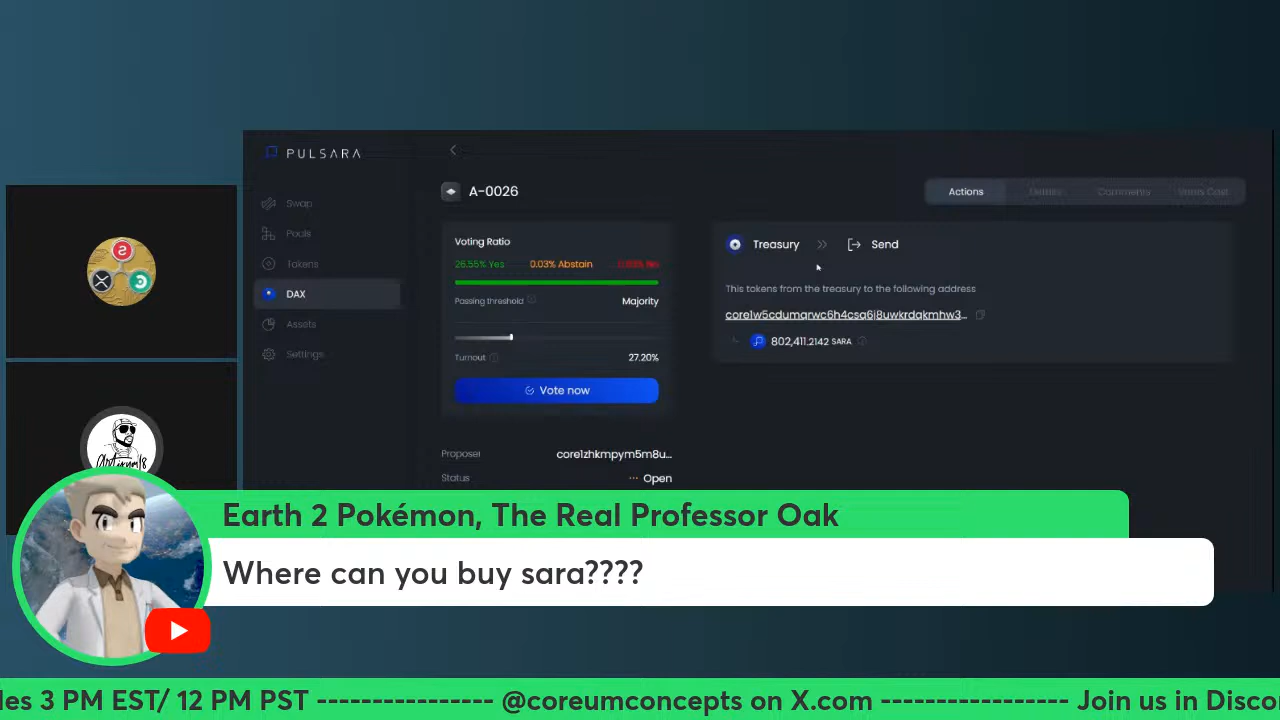 PULSARA
Swap
Pools
Tokens
DAX
Assets
Settings
A-0026
Actions
Comments
Voting Ratio
26.55% Yes 0.03% Abstain
Passing threshold Majority
Turnout 27.20%
Vote now
Proposer core1zhkmpym5m8u...
Status ··· Open
Treasury Send
This tokens from the treasury to the following address
802,411.2142 SARA
Earth 2 Pokémon, The Real Professor Oak
Where can you buy sara????
les 3 PM EST/ 12 PM PST ---------------- @coreumconcepts on X.com ----------------- Join us in Disco